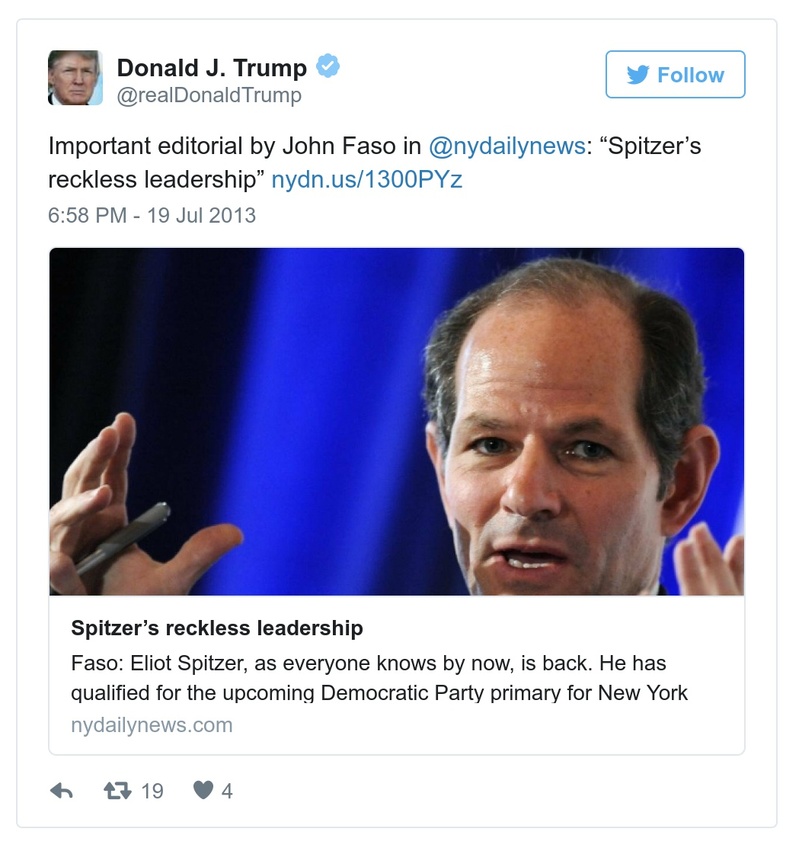 Donald J. Trump
@realDonaldTrump
Follow
Important editorial by John Faso in @nydailynews: “Spitzer’s
reckless leadership” nydn.us/1300PYz
6:58 PM - 19 Jul 2013
Spitzer’s reckless leadership
Faso: Eliot Spitzer, as everyone knows by now, is back. He has
qualified for the upcoming Democratic Party primary for New York
nydailynews.com
19
4